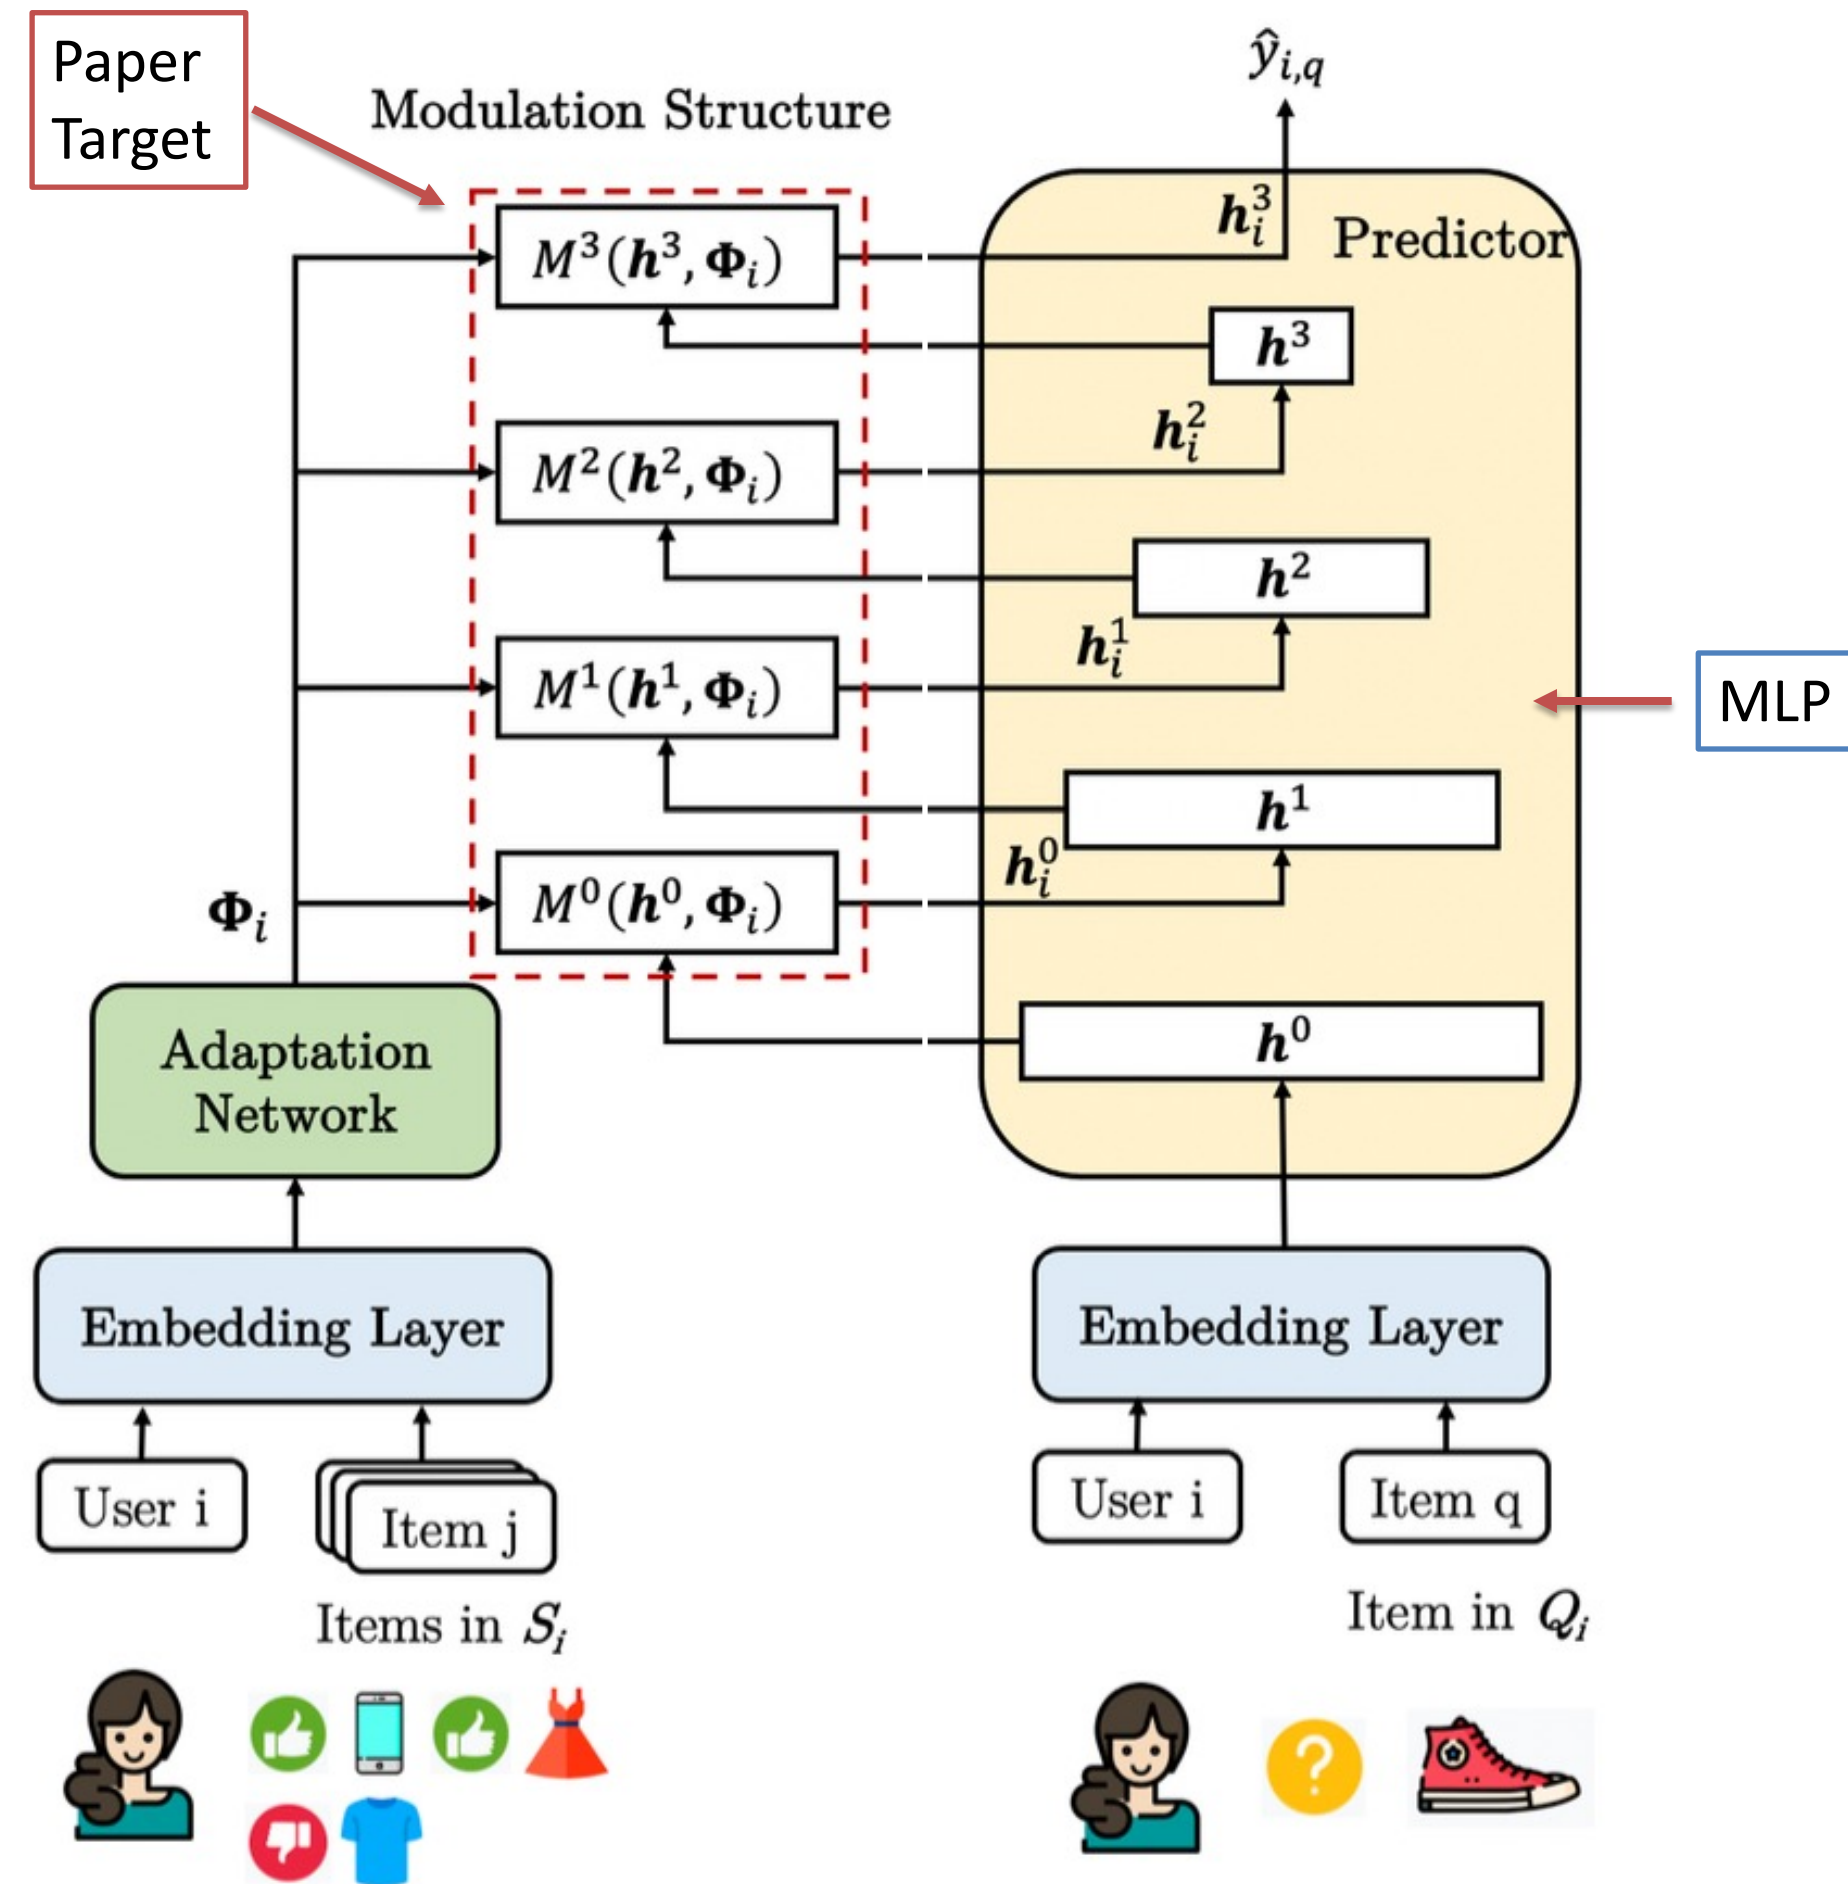 Paper
Target
Modulation Structure
ŷ_{i,q}
h_i^3
Predictor
M^3(h^3, Φ_i)
h^3
h_i^2
M^2(h^2, Φ_i)
h^2
h_i^1
M^1(h^1, Φ_i)
MLP
h^1
h_i^0
M^0(h^0, Φ_i)
Φ_i
h^0
Adaptation
Network
Embedding Layer
Embedding Layer
User i
Item j
User i
Item q
Items in S_i
Item in Q_i
?